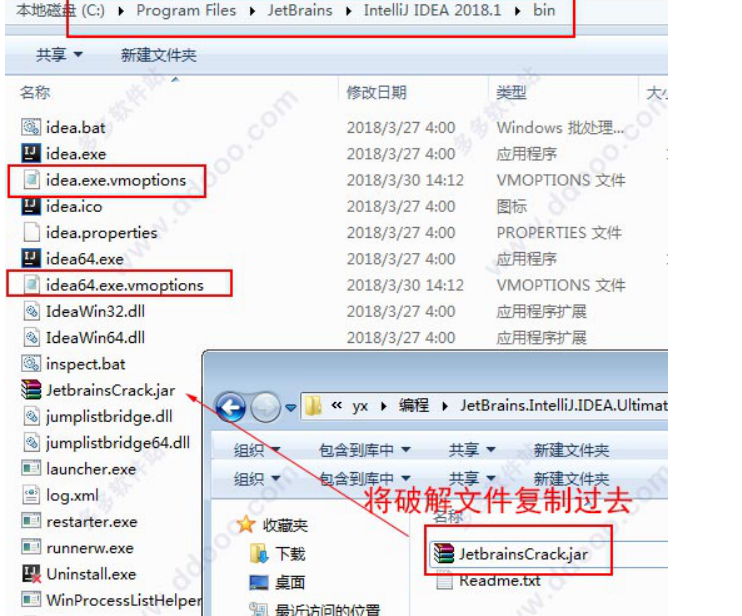 本地磁盘 (C:) ▸ Program Files ▸ JetBrains ▸ IntelliJ IDEA 2018.1 ▸ bin
共享 新建文件夹
名称 修改日期 类型
idea.bat 2018/3/27 4:00 Windows 批处理...
idea.exe 2018/3/27 4:00 应用程序
idea.exe.vmoptions 2018/3/30 14:12 VMOPTIONS 文件
idea.ico 2018/3/27 4:00 图标
idea.properties 2018/3/27 4:00 PROPERTIES 文件
idea64.exe 2018/3/27 4:00 应用程序
idea64.exe.vmoptions 2018/3/30 14:12 VMOPTIONS 文件
IdeaWin32.dll 2018/3/27 4:00 应用程序扩展
IdeaWin64.dll 2018/3/27 4:00 应用程序扩展
inspect.bat
JetbrainsCrack.jar
jumplistbridge.dll
jumplistbridge64.dll
launcher.exe
log.xml
restarter.exe
runnerw.exe
Uninstall.exe
WinProcessListHelper
« yx ▸ 编程 ▸ JetBrains.IntelliJ.IDEA.Ultimat
组织 包含到库中 共享 新建文件夹
组织 包含到库中 共享 新建文件夹
将破解文件复制过去
收藏夹 名称
下载 JetbrainsCrack.jar
桌面 Readme.txt
最近访问的位置
多多软件站
www.ddooo.com